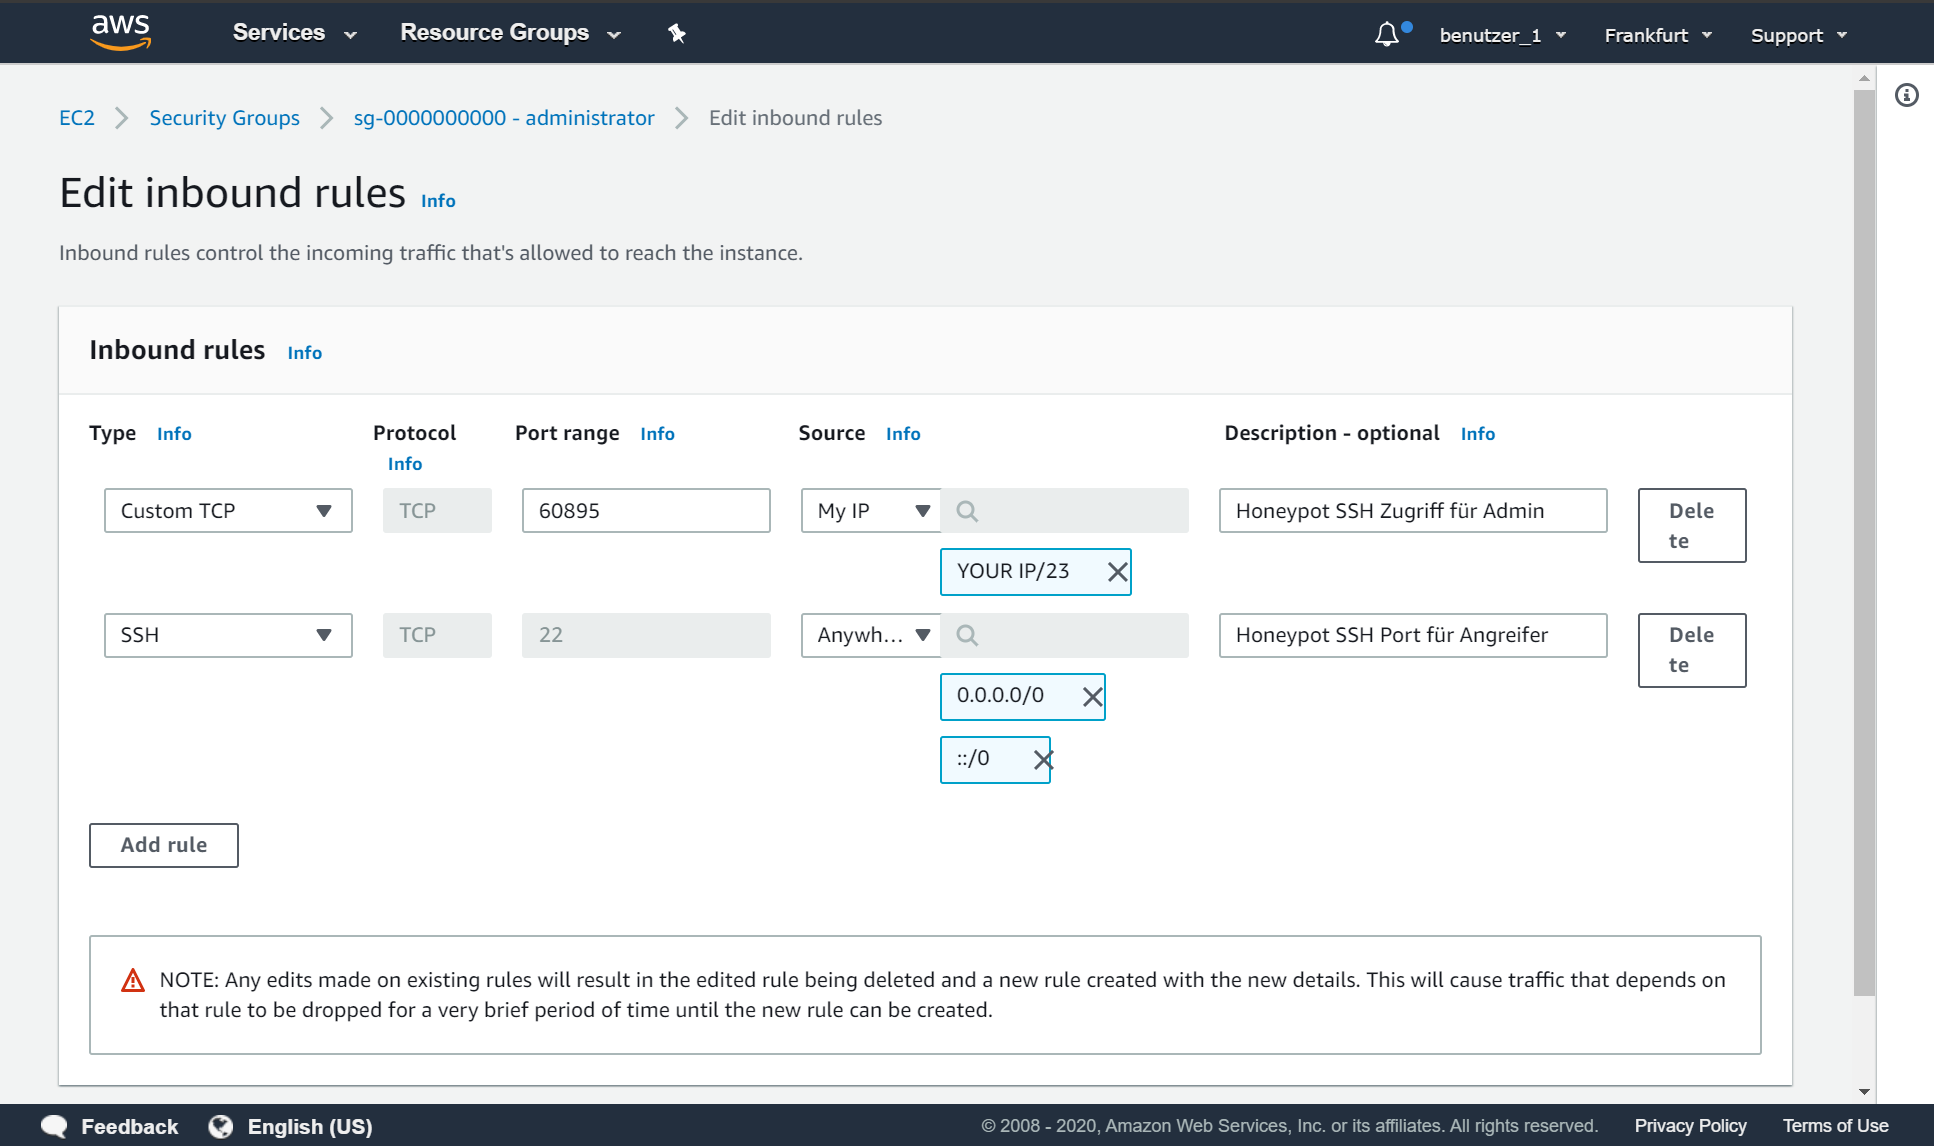 aws Services Resource Groups benutzer_1 Frankfurt Support
EC2 Security Groups sg-0000000000 - administrator Edit inbound rules
Edit inbound rules Info
Inbound rules control the incoming traffic that's allowed to reach the instance.
Inbound rules Info
Type Info Protocol Port range Info Source Info Description - optional Info
Info
Custom TCP TCP 60895 My IP Honeypot SSH Zugriff für Admin Dele
te
YOUR IP/23
SSH TCP 22 Anywh... Honeypot SSH Port für Angreifer Dele
te
0.0.0.0/0
::/0
Add rule
NOTE: Any edits made on existing rules will result in the edited rule being deleted and a new rule created with the new details. This will cause traffic that depends on
that rule to be dropped for a very brief period of time until the new rule can be created.
Feedback English (US) © 2008 - 2020, Amazon Web Services, Inc. or its affiliates. All rights reserved. Privacy Policy Terms of Use